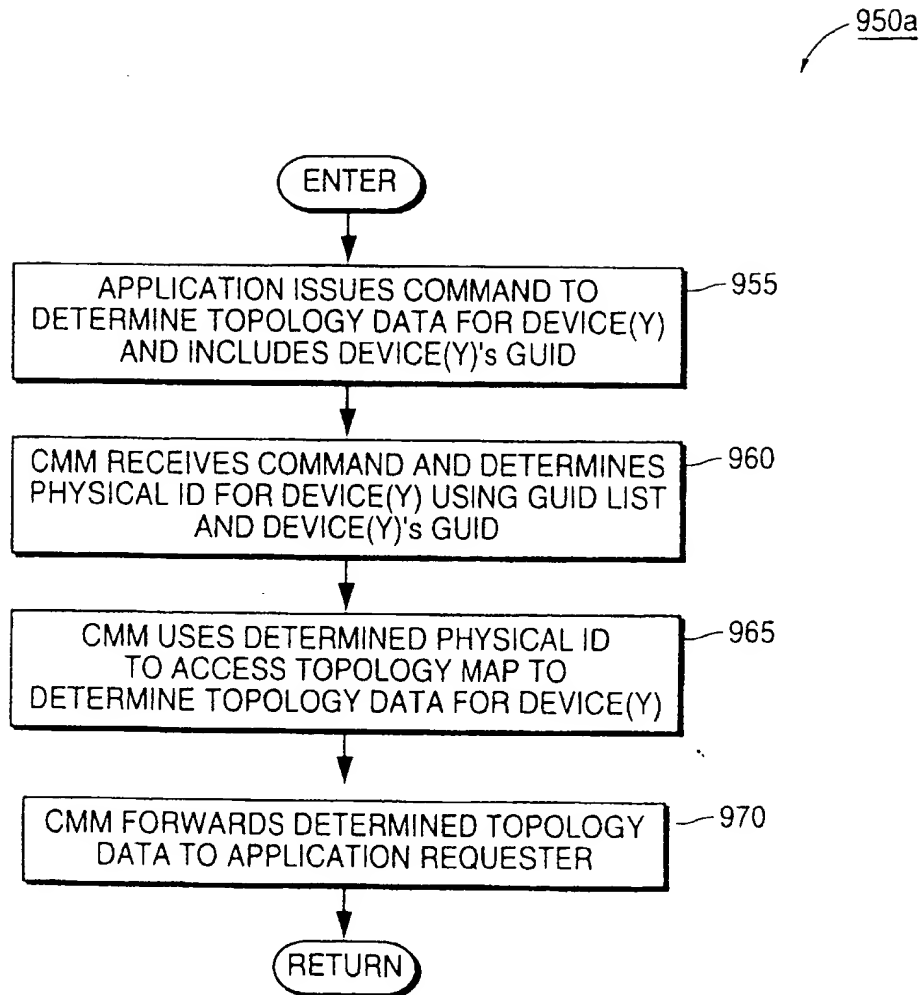 950a
ENTER
APPLICATION ISSUES COMMAND TO
DETERMINE TOPOLOGY DATA FOR DEVICE(Y)
AND INCLUDES DEVICE(Y)'s GUID
955
CMM RECEIVES COMMAND AND DETERMINES
PHYSICAL ID FOR DEVICE(Y) USING GUID LIST
AND DEVICE(Y)'s GUID
960
CMM USES DETERMINED PHYSICAL ID
TO ACCESS TOPOLOGY MAP TO
DETERMINE TOPOLOGY DATA FOR DEVICE(Y)
965
CMM FORWARDS DETERMINED TOPOLOGY
DATA TO APPLICATION REQUESTER
970
RETURN